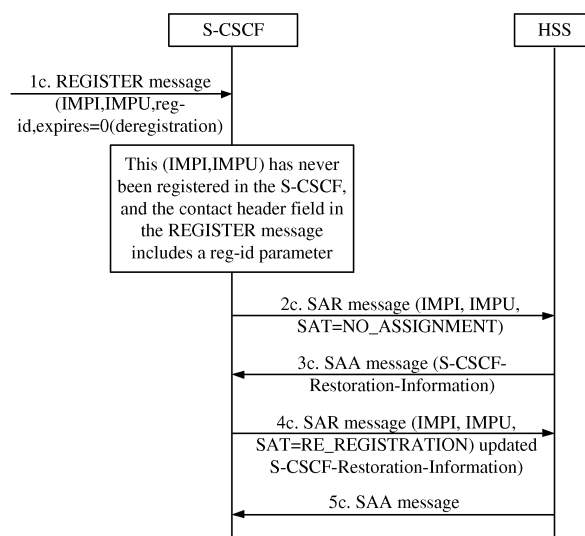 S-CSCF
HSS
1c. REGISTER message
(IMPI,IMPU,reg-
id,expires=0(deregistration)
This (IMPI,IMPU) has never
been registered in the S-CSCF,
and the contact header field in
the REGISTER message
includes a reg-id parameter
2c. SAR message (IMPI, IMPU,
SAT=NO_ASSIGNMENT)
3c. SAA message (S-CSCF-
Restoration-Information)
4c. SAR message (IMPI, IMPU,
SAT=RE_REGISTRATION) updated
S-CSCF-Restoration-Information)
5c. SAA message